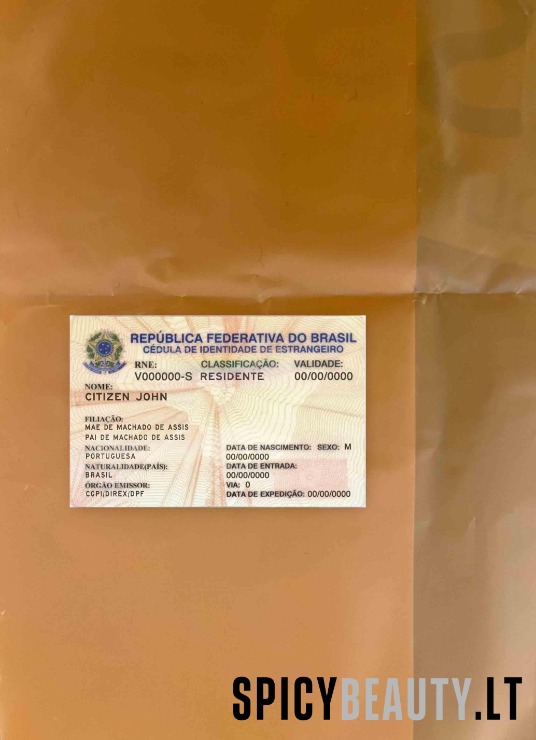 REPÚBLICA FEDERATIVA DO BRASIL
CÉDULA DE IDENTIDADE DE ESTRANGEIRO
RNE: CLASSIFICAÇÃO: VALIDADE:
V000000-S RESIDENTE 00/00/0000
NOME:
CITIZEN JOHN
FILIAÇÃO:
MAE DE MACHADO DE ASSIS
PAI DE MACHADO DE ASSIS
NACIONALIDADE:
PORTUGUESA
NATURALIDADE(PAÍS):
BRASIL
ÓRGÃO EMISSOR:
CGPI/DIREX/DPF
DATA DE NASCIMENTO: SEXO: M
00/00/0000
DATA DE ENTRADA:
00/00/0000
VIA: 0
DATA DE EXPEDIÇÃO: 00/00/0000
SPICYBEAUTY.LT